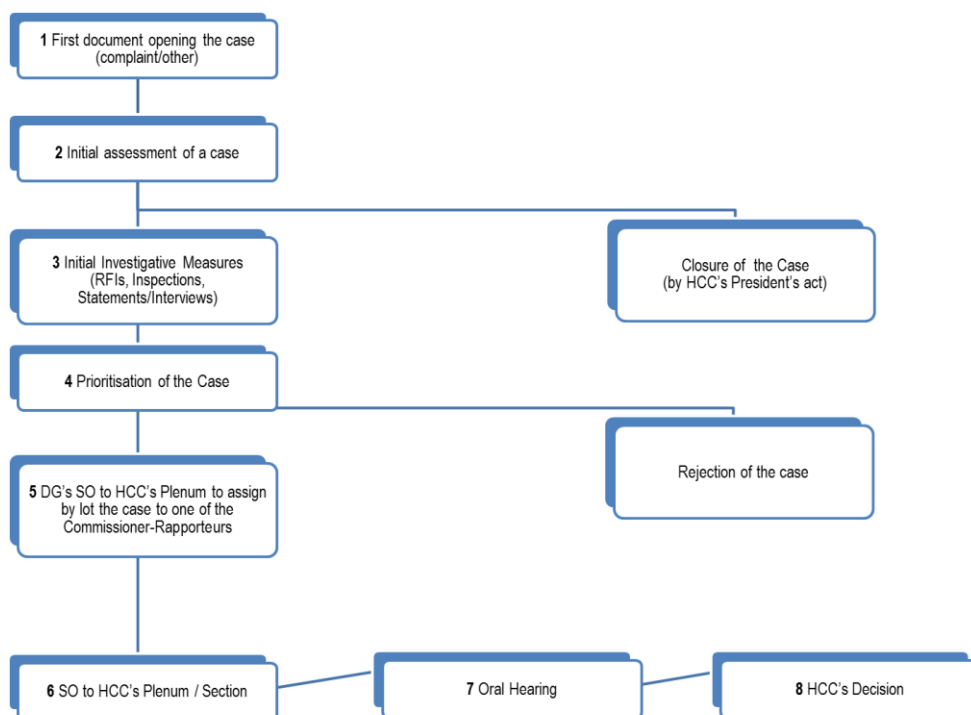 1 First document opening the case
(complaint/other)
2 Initial assessment of a case
3 Initial Investigative Measures
(RFIs, Inspections,
Statements/Interviews)
Closure of the Case
(by HCC's President's act)
4 Prioritisation of the Case
Rejection of the case
5 DG's SO to HCC's Plenum to assign
by lot the case to one of the
Commissioner-Rapporteurs
6 SO to HCC's Plenum / Section
7 Oral Hearing
8 HCC's Decision